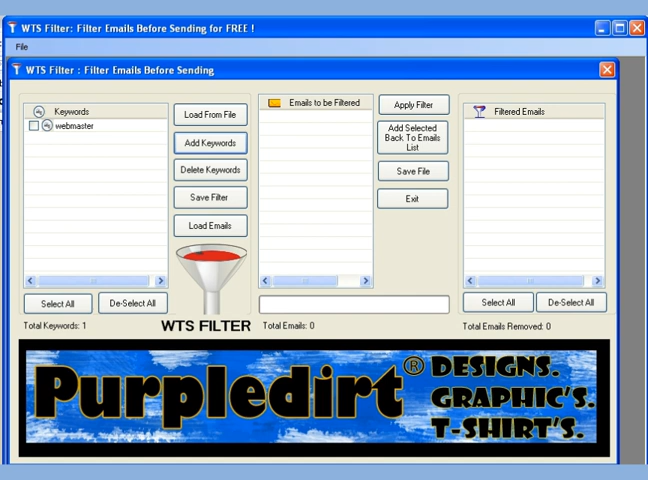 WTS Filter: Filter Emails Before Sending for FREE !
File
WTS Filter : Filter Emails Before Sending
Keywords
webmaster
Select All
De-Select All
Total Keywords: 1
Load From File
Add Keywords
Delete Keywords
Save Filter
Load Emails
WTS FILTER
Emails to be Filtered
Total Emails: 0
Apply Filter
Add Selected
Back To Emails
List
Save File
Exit
Filtered Emails
Select All
De-Select All
Total Emails Removed: 0
Purpledirt®
DESIGNS.
GRAPHIC'S.
T-SHIRT'S.